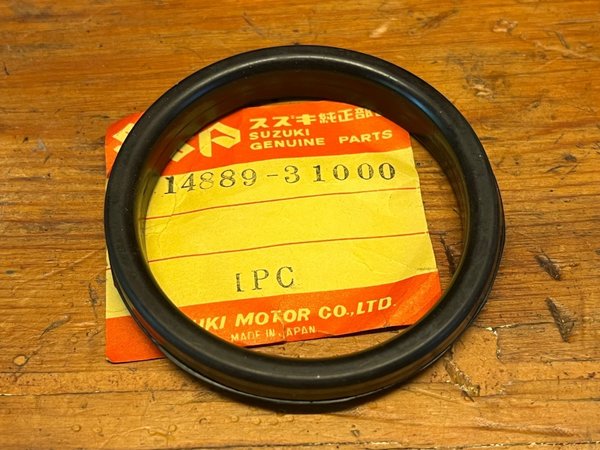 スズキ純正部
SUZUKI
GENUINE PARTS
14889-31000
1PC
UKI MOTOR CO.,LTD.
MADE IN JAPAN